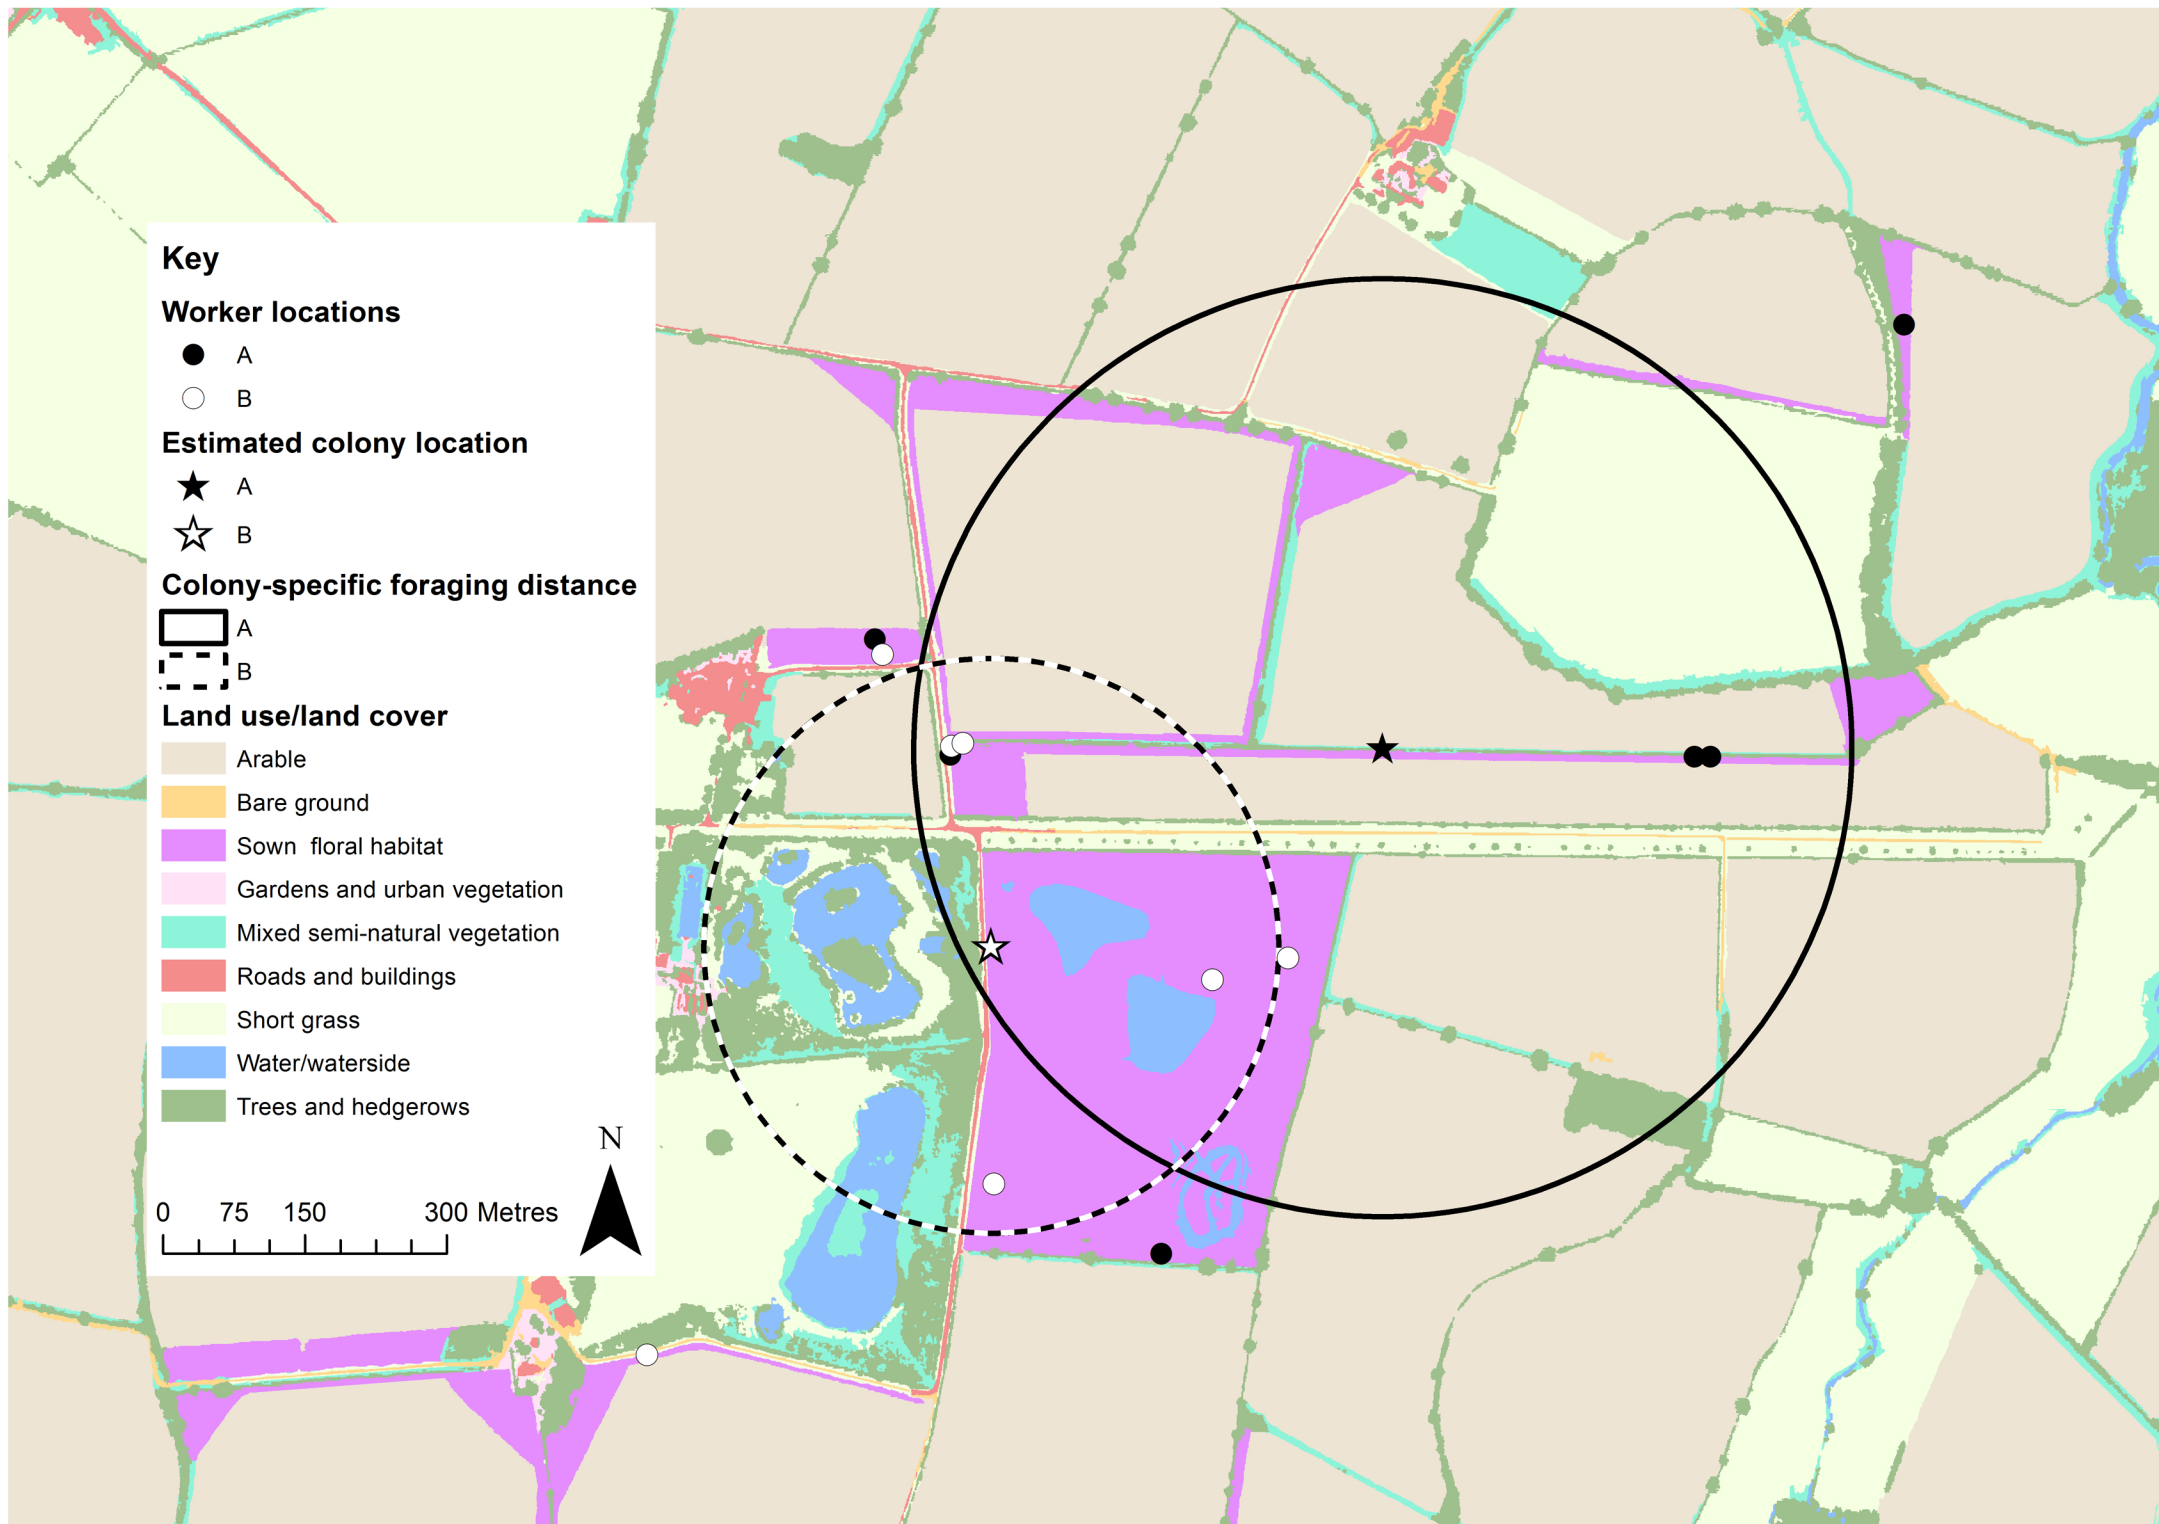 Key
Worker locations
A
B
Estimated colony location
A
B
Colony-specific foraging distance
A
B
Land use/land cover
Arable
Bare ground
Sown floral habitat
Gardens and urban vegetation
Mixed semi-natural vegetation
Roads and buildings
Short grass
Water/waterside
Trees and hedgerows
N
0 75 150 300 Metres